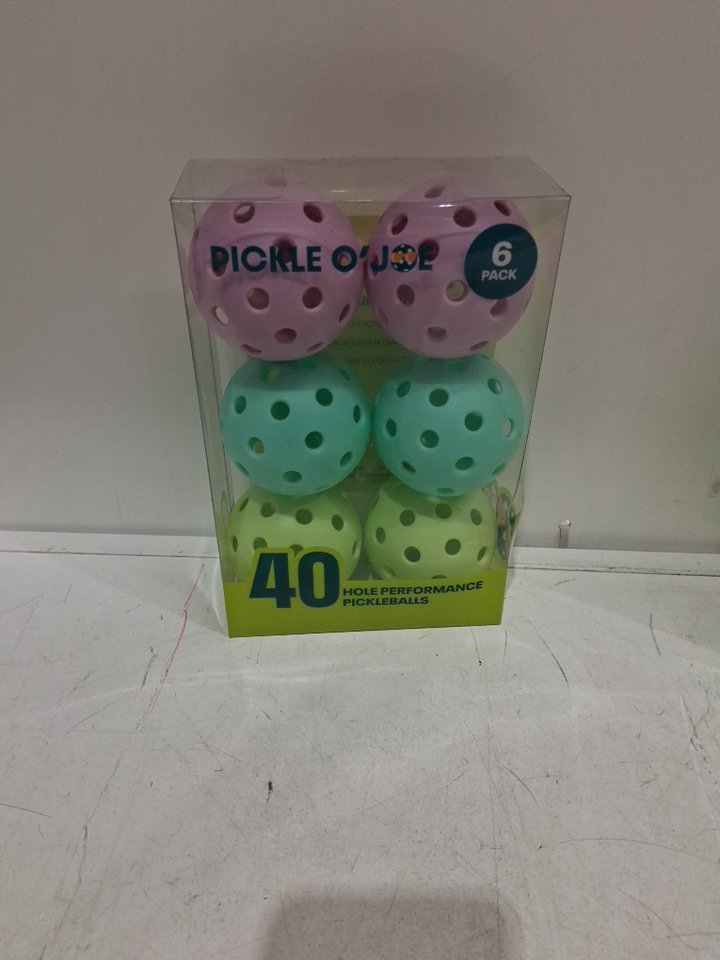 PICKLE O'JOE
6
PACK
40
HOLE PERFORMANCE
PICKLEBALLS